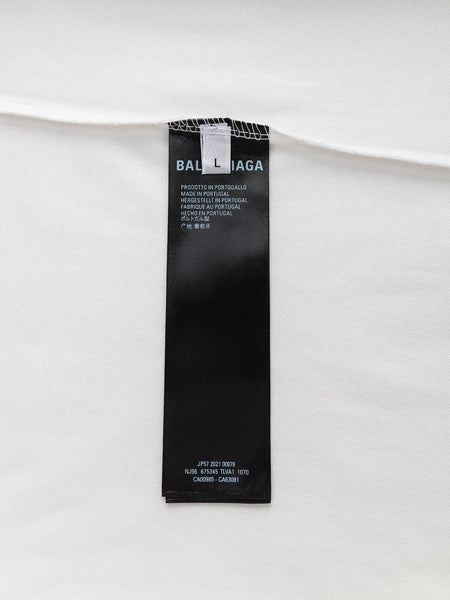 L
BAL IAGA
PRODOTTO IN PORTOGALLO
MADE IN PORTUGAL
HERGESTELLT IN PORTUGAL
FABRIQUE AU PORTUGAL
HECHO EN PORTUGAL
ポルトガル製
产地:葡萄牙
JP57 2021 00879
NJ96 675345 TLVA1 1070
CA00985 - CA63081